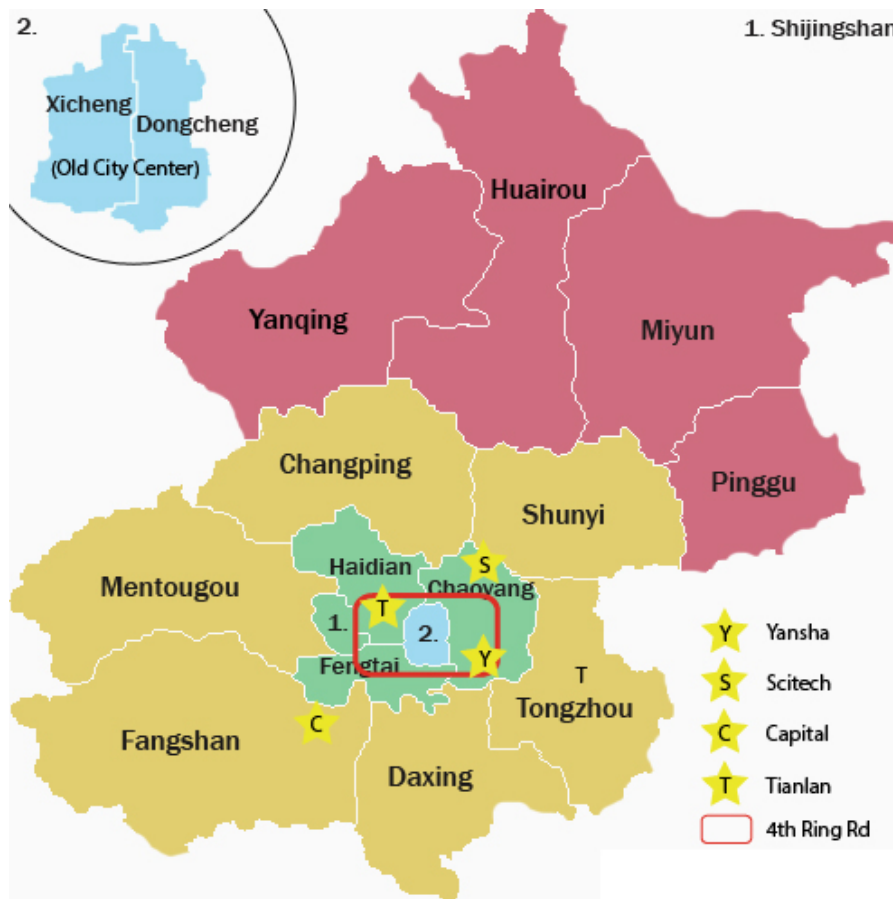 2.
1. Shijingshan
Xicheng
Dongcheng
(Old City Center)
Huairou
Yanqing
Miyun
Changping
Pinggu
Shunyi
Haidian
Mentougou
S
Chaoyang
T
1.
2.
Y
Fengtai
T
Tongzhou
C
Fangshan
Daxing
Y Yansha
S Scitech
C Capital
T Tianlan
4th Ring Rd